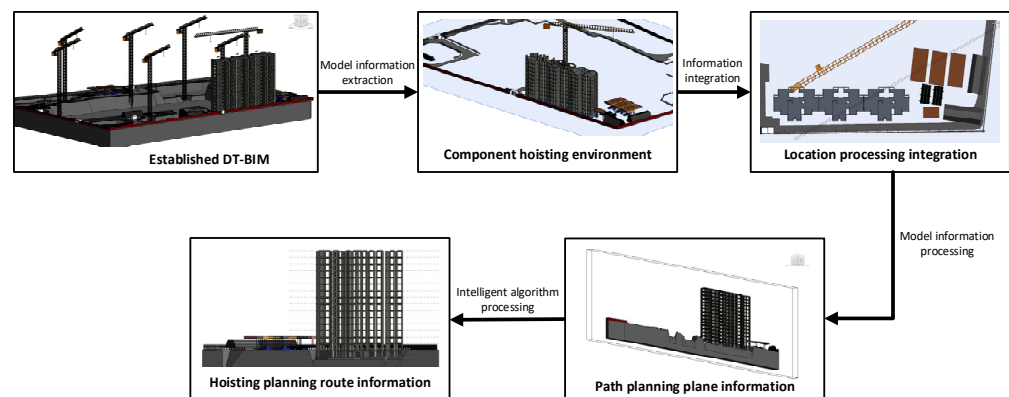 Established DT-BIM
Model information
extraction
Component hoisting environment
Information
integration
Location processing integration
Model information
processing
Path planning plane information
Intelligent algorithm
processing
Hoisting planning route information